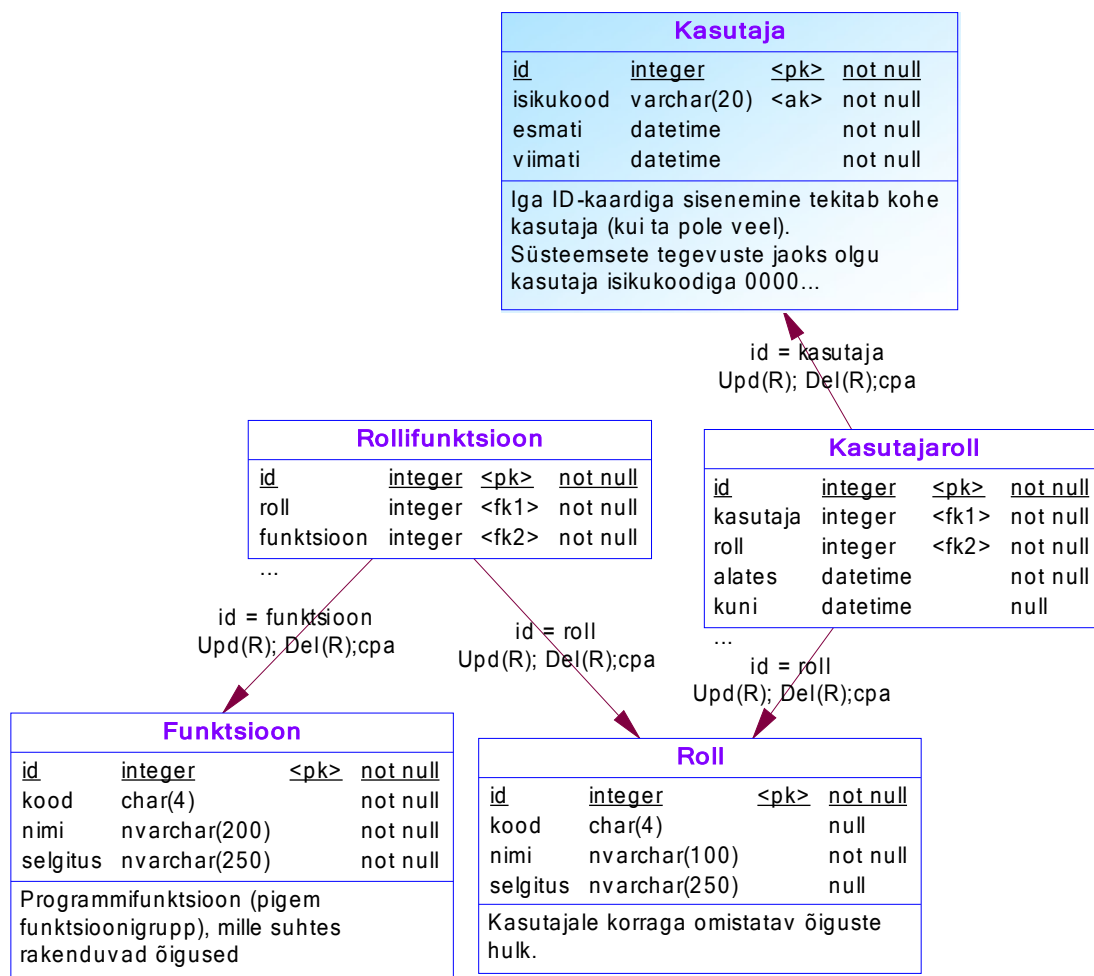 Kasutaja
id integer <pk> not null
isikukood varchar(20) <ak> not null
esmati datetime not null
viimati datetime not null
Iga ID-kaardiga sisenemine tekitab kohe
kasutaja (kui ta pole veel).
Süsteemsete tegevuste jaoks olgu
kasutaja isikukoodiga 0000...
id = kasutaja
Upd(R); Del(R);cpa
Rollifunktsioon
id integer <pk> not null
roll integer <fk1> not null
funktsioon integer <fk2> not null
...
Kasutajaroll
id integer <pk> not null
kasutaja integer <fk1> not null
roll integer <fk2> not null
alates datetime not null
kuni datetime null
...
id = funktsioon
Upd(R); Del(R);cpa
id = roll
Upd(R); Del(R);cpa
id = roll
Upd(R); Del(R);cpa
Funktsioon
id integer <pk> not null
kood char(4) not null
nimi nvarchar(200) not null
selgitus nvarchar(250) not null
Programmifunktsioon (pigem
funktsioonigrupp), mille suhtes
rakenduvad õigused
Roll
id integer <pk> not null
kood char(4) null
nimi nvarchar(100) not null
selgitus nvarchar(250) null
Kasutajale korraga omistatav õiguste
hulk.